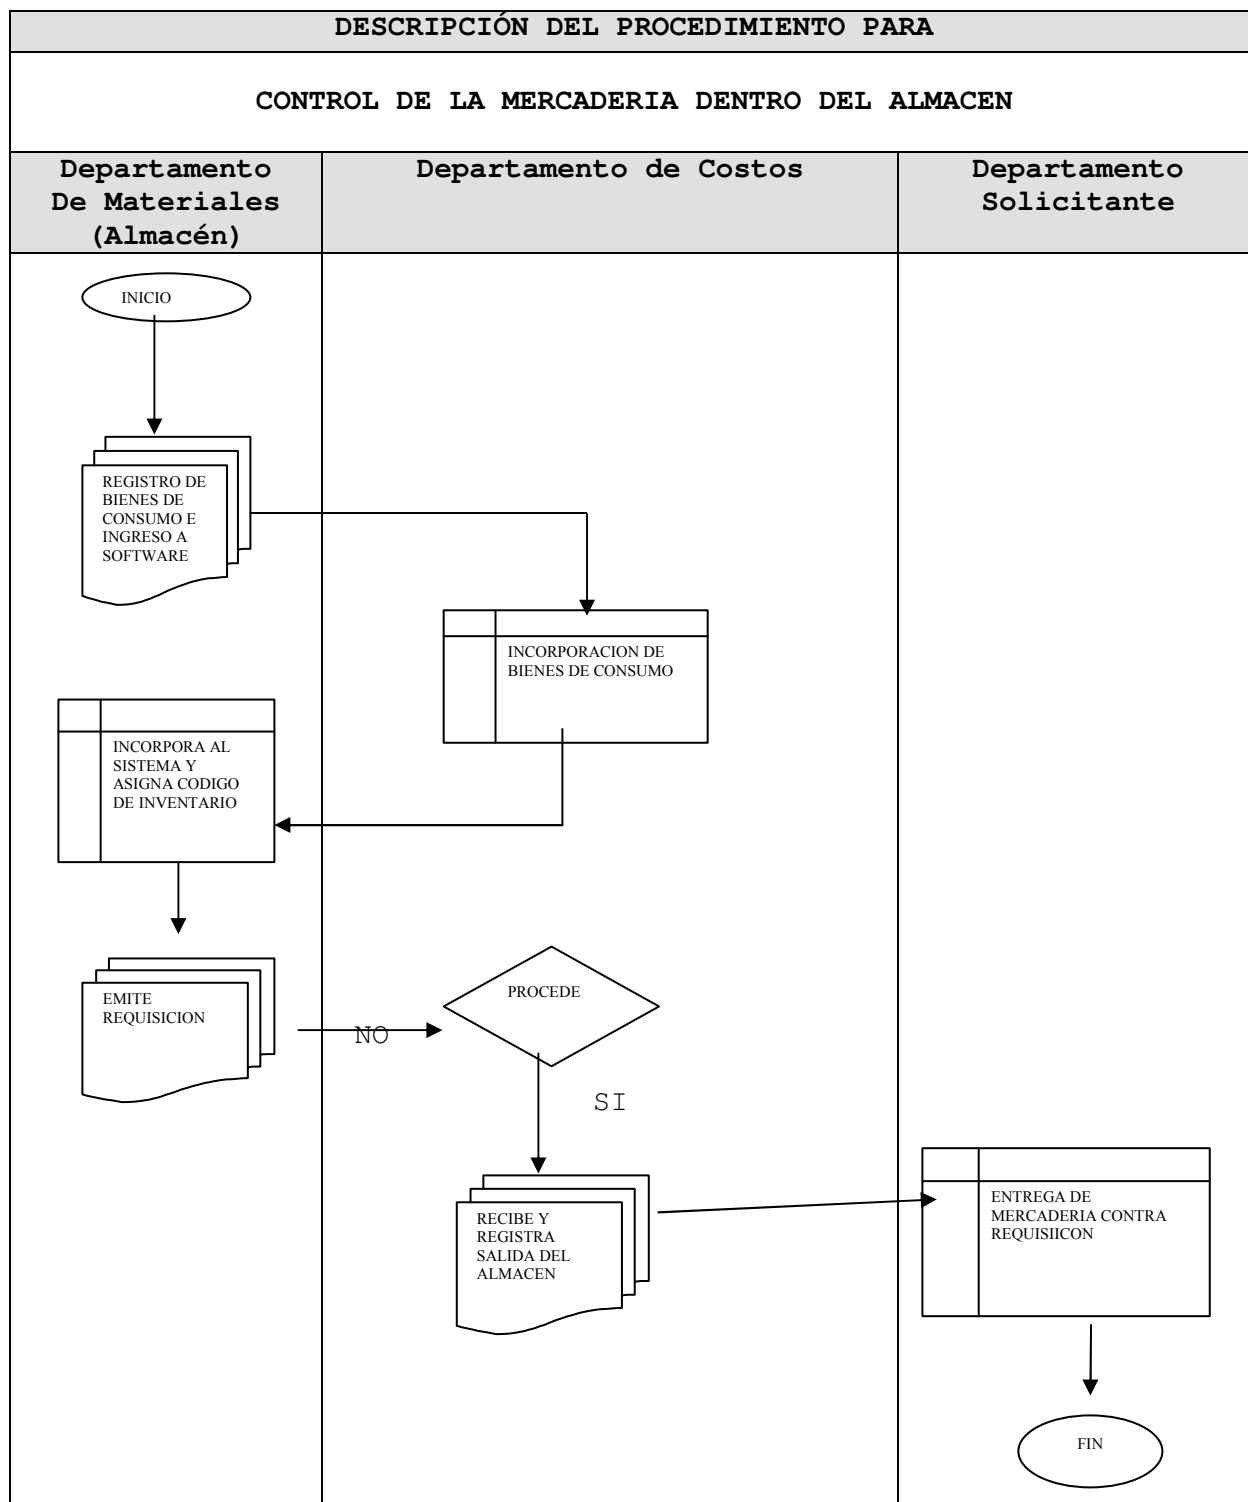 DESCRIPCIÓN DEL PROCEDIMIENTO PARA
CONTROL DE LA MERCADERIA DENTRO DEL ALMACEN
Departamento
De Materiales
(Almacén)
Departamento de Costos
Departamento
Solicitante
INICIO
REGISTRO DE
BIENES DE
CONSUMO E
INGRESO A
SOFTWARE
INCORPORACION DE
BIENES DE CONSUMO
INCORPORA AL
SISTEMA Y
ASIGNA CODIGO
DE INVENTARIO
EMITE
REQUISICION
NO
PROCEDE
SI
RECIBE Y
REGISTRA
SALIDA DEL
ALMACEN
ENTREGA DE
MERCADERIA CONTRA
REQUISIICON
FIN